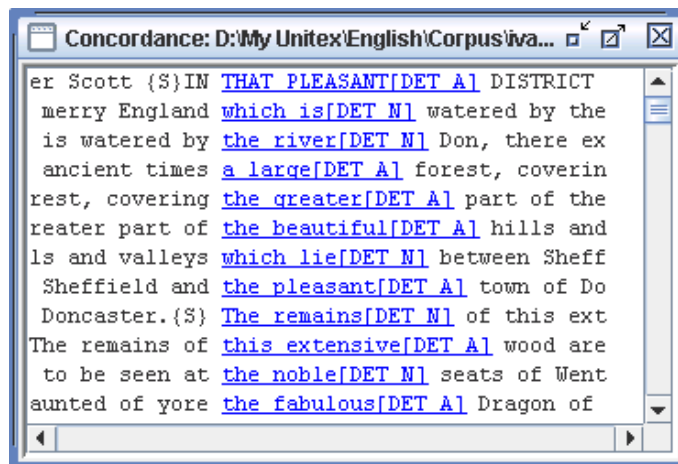 Concordance: D:\My Unitex\English\Corpus\iva...
er Scott {S}IN THAT PLEASANT[DET A] DISTRICT
merry England which is[DET N] watered by the
is watered by the river[DET N] Don, there ex
ancient times a large[DET A] forest, coverin
rest, covering the greater[DET A] part of the
reater part of the beautiful[DET A] hills and
ls and valleys which lie[DET N] between Sheff
Sheffield and the pleasant[DET A] town of Do
Doncaster.{S} The remains[DET N] of this ext
The remains of this extensive[DET A] wood are
to be seen at the noble[DET N] seats of Went
aunted of yore the fabulous[DET A] Dragon of